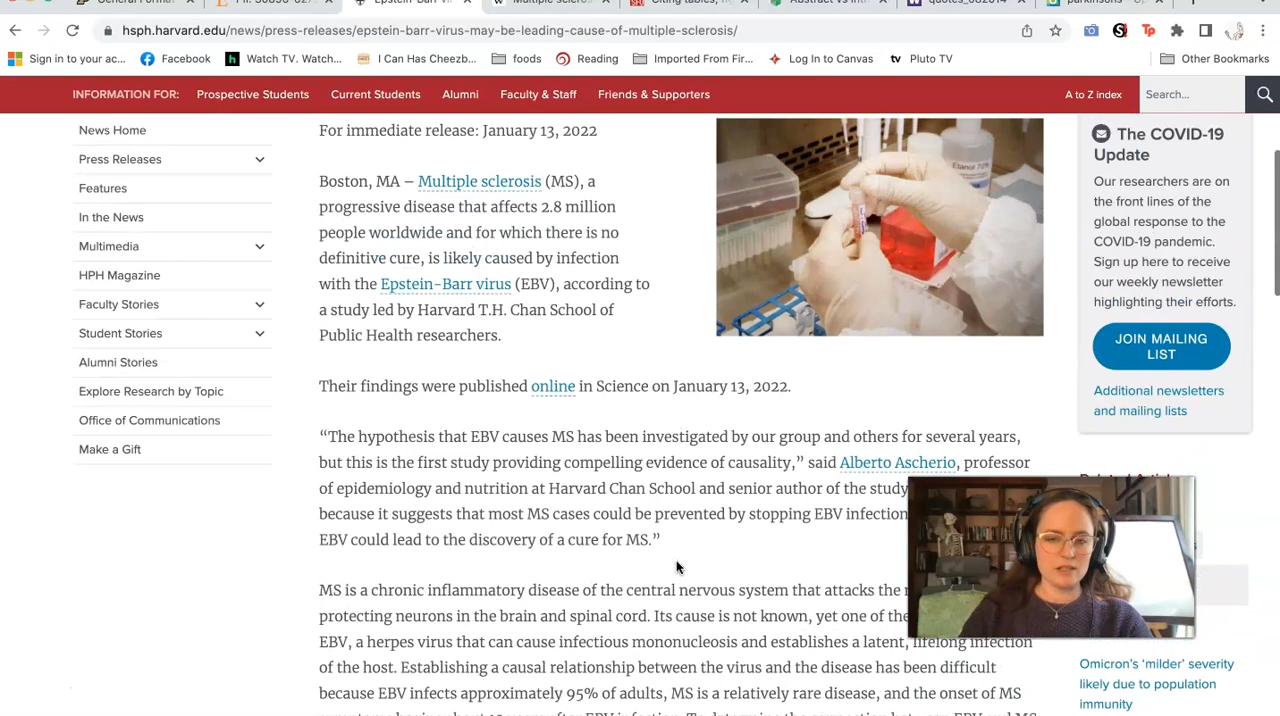 hsph.harvard.edu/news/press-releases/epstein-barr-virus-may-be-leading-cause-of-multiple-sclerosis/
Sign in to your ac... Facebook Watch TV. Watch... I Can Has Cheezb... foods Reading Imported From Fir... Log In to Canvas Pluto TV Other Bookmarks
INFORMATION FOR: Prospective Students Current Students Alumni Faculty & Staff Friends & Supporters A to Z index Search...
News Home
Press Releases
Features
In the News
Multimedia
HPH Magazine
Faculty Stories
Student Stories
Alumni Stories
Explore Research by Topic
Office of Communications
Make a Gift
For immediate release: January 13, 2022
Boston, MA – Multiple sclerosis (MS), a
progressive disease that affects 2.8 million
people worldwide and for which there is no
definitive cure, is likely caused by infection
with the Epstein-Barr virus (EBV), according to
a study led by Harvard T.H. Chan School of
Public Health researchers.
Etanol 70%
Their findings were published online in Science on January 13, 2022.
“The hypothesis that EBV causes MS has been investigated by our group and others for several years,
but this is the first study providing compelling evidence of causality,” said Alberto Ascherio, professor
of epidemiology and nutrition at Harvard Chan School and senior author of the study
because it suggests that most MS cases could be prevented by stopping EBV infection
EBV could lead to the discovery of a cure for MS.”
MS is a chronic inflammatory disease of the central nervous system that attacks the
protecting neurons in the brain and spinal cord. Its cause is not known, yet one of the
EBV, a herpes virus that can cause infectious mononucleosis and establishes a latent, lifelong infection
of the host. Establishing a causal relationship between the virus and the disease has been difficult
because EBV infects approximately 95% of adults, MS is a relatively rare disease, and the onset of MS
The COVID-19
Update
Our researchers are on
the front lines of the
global response to the
COVID-19 pandemic.
Sign up here to receive
our weekly newsletter
highlighting their efforts.
JOIN MAILING
LIST
Additional newsletters
and mailing lists
Omicron’s ‘milder’ severity
likely due to population
immunity